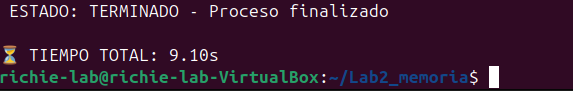 ESTADO: TERMINADO - Proceso finalizado
⏳ TIEMPO TOTAL: 9.10s
richie-lab@richie-lab-VirtualBox:~/Lab2_memoria$